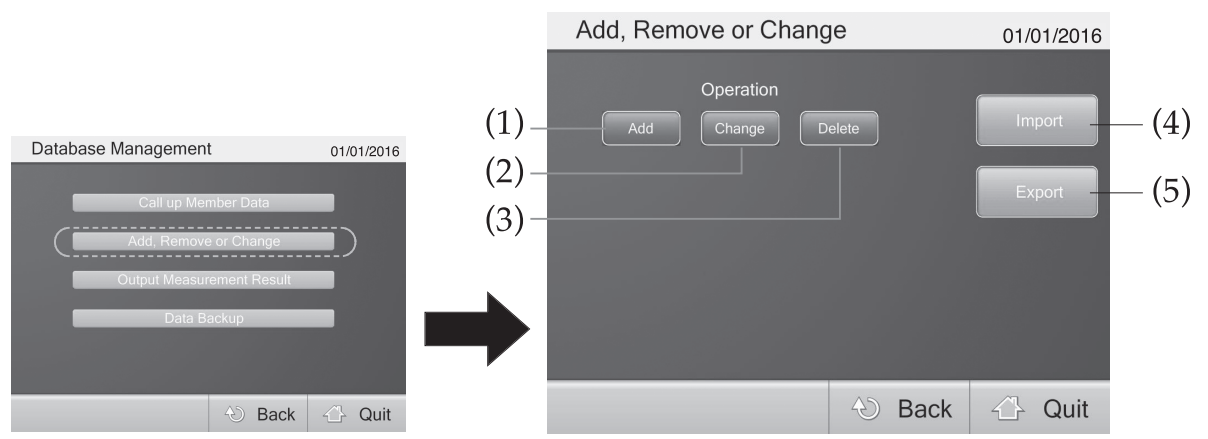 Database Management 01/01/2016
Call up Member Data
Add, Remove or Change
Output Measurement Result
Data Backup
Back Quit
Add, Remove or Change 01/01/2016
Operation
(1) Add Change Delete Import (4)
(2)
(3)
Export (5)
Back Quit